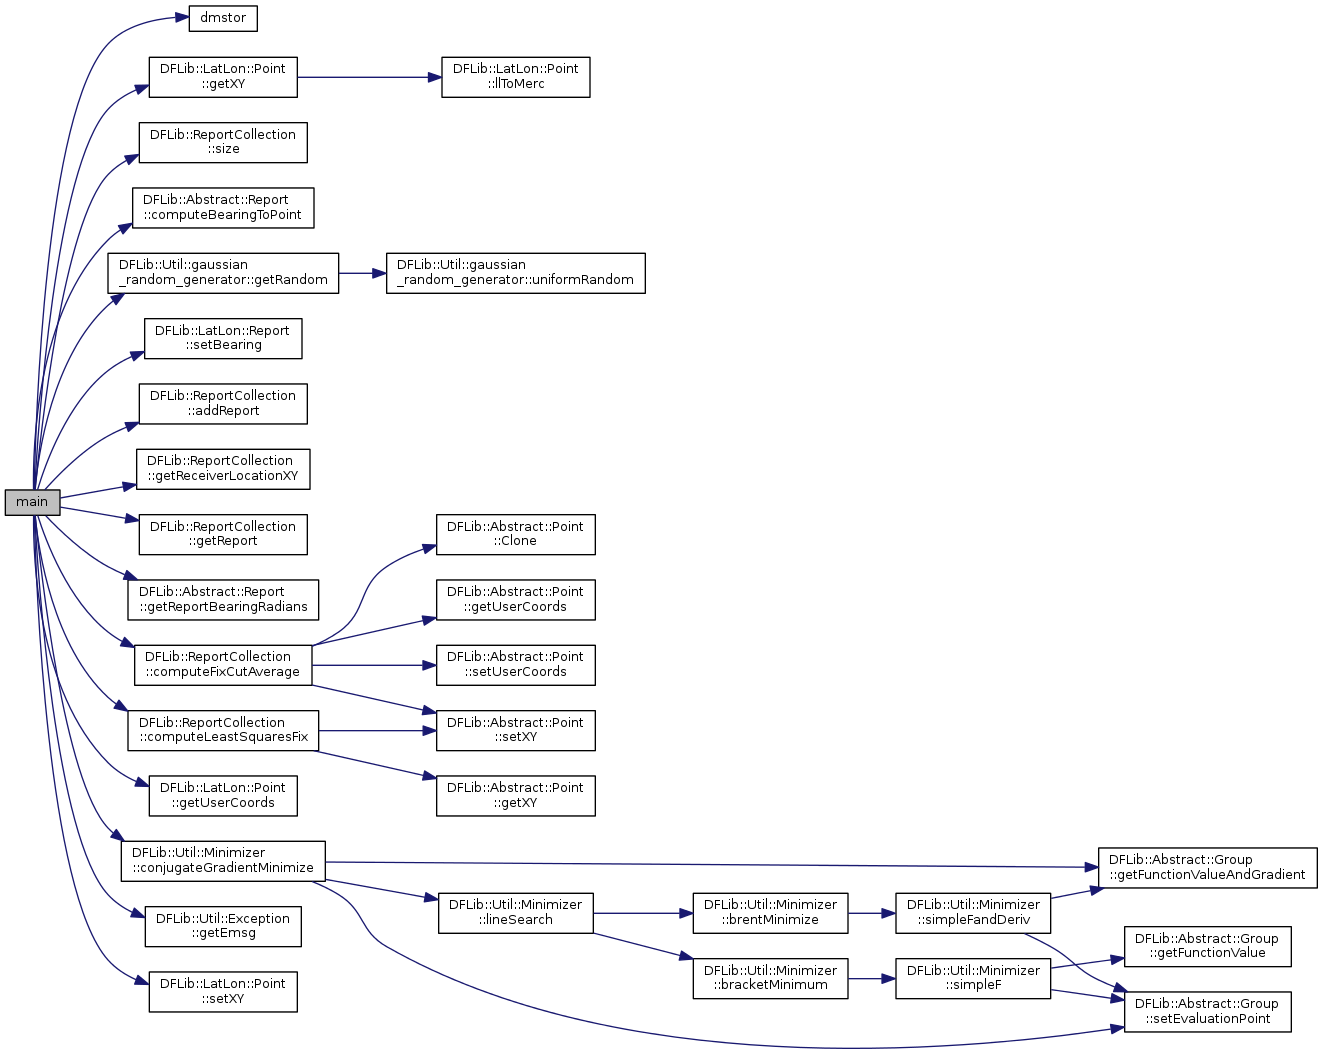 dmstor
DFLib::LatLon::Point
::getXY
DFLib::LatLon::Point
::llToMerc
DFLib::ReportCollection
::size
DFLib::Abstract::Report
::computeBearingToPoint
DFLib::Util::gaussian
_random_generator::getRandom
DFLib::Util::gaussian
_random_generator::uniformRandom
DFLib::LatLon::Report
::setBearing
DFLib::ReportCollection
::addReport
DFLib::ReportCollection
::getReceiverLocationXY
main
DFLib::ReportCollection
::getReport
DFLib::Abstract::Point
::Clone
DFLib::Abstract::Report
::getReportBearingRadians
DFLib::Abstract::Point
::getUserCoords
DFLib::ReportCollection
::computeFixCutAverage
DFLib::Abstract::Point
::setUserCoords
DFLib::ReportCollection
::computeLeastSquaresFix
DFLib::Abstract::Point
::setXY
DFLib::LatLon::Point
::getUserCoords
DFLib::Abstract::Point
::getXY
DFLib::Util::Minimizer
::conjugateGradientMinimize
DFLib::Abstract::Group
::getFunctionValueAndGradient
DFLib::Util::Minimizer
::lineSearch
DFLib::Util::Minimizer
::brentMinimize
DFLib::Util::Minimizer
::simpleFandDeriv
DFLib::Util::Exception
::getEmsg
DFLib::Abstract::Group
::getFunctionValue
DFLib::Util::Minimizer
::bracketMinimum
DFLib::Util::Minimizer
::simpleF
DFLib::LatLon::Point
::setXY
DFLib::Abstract::Group
::setEvaluationPoint